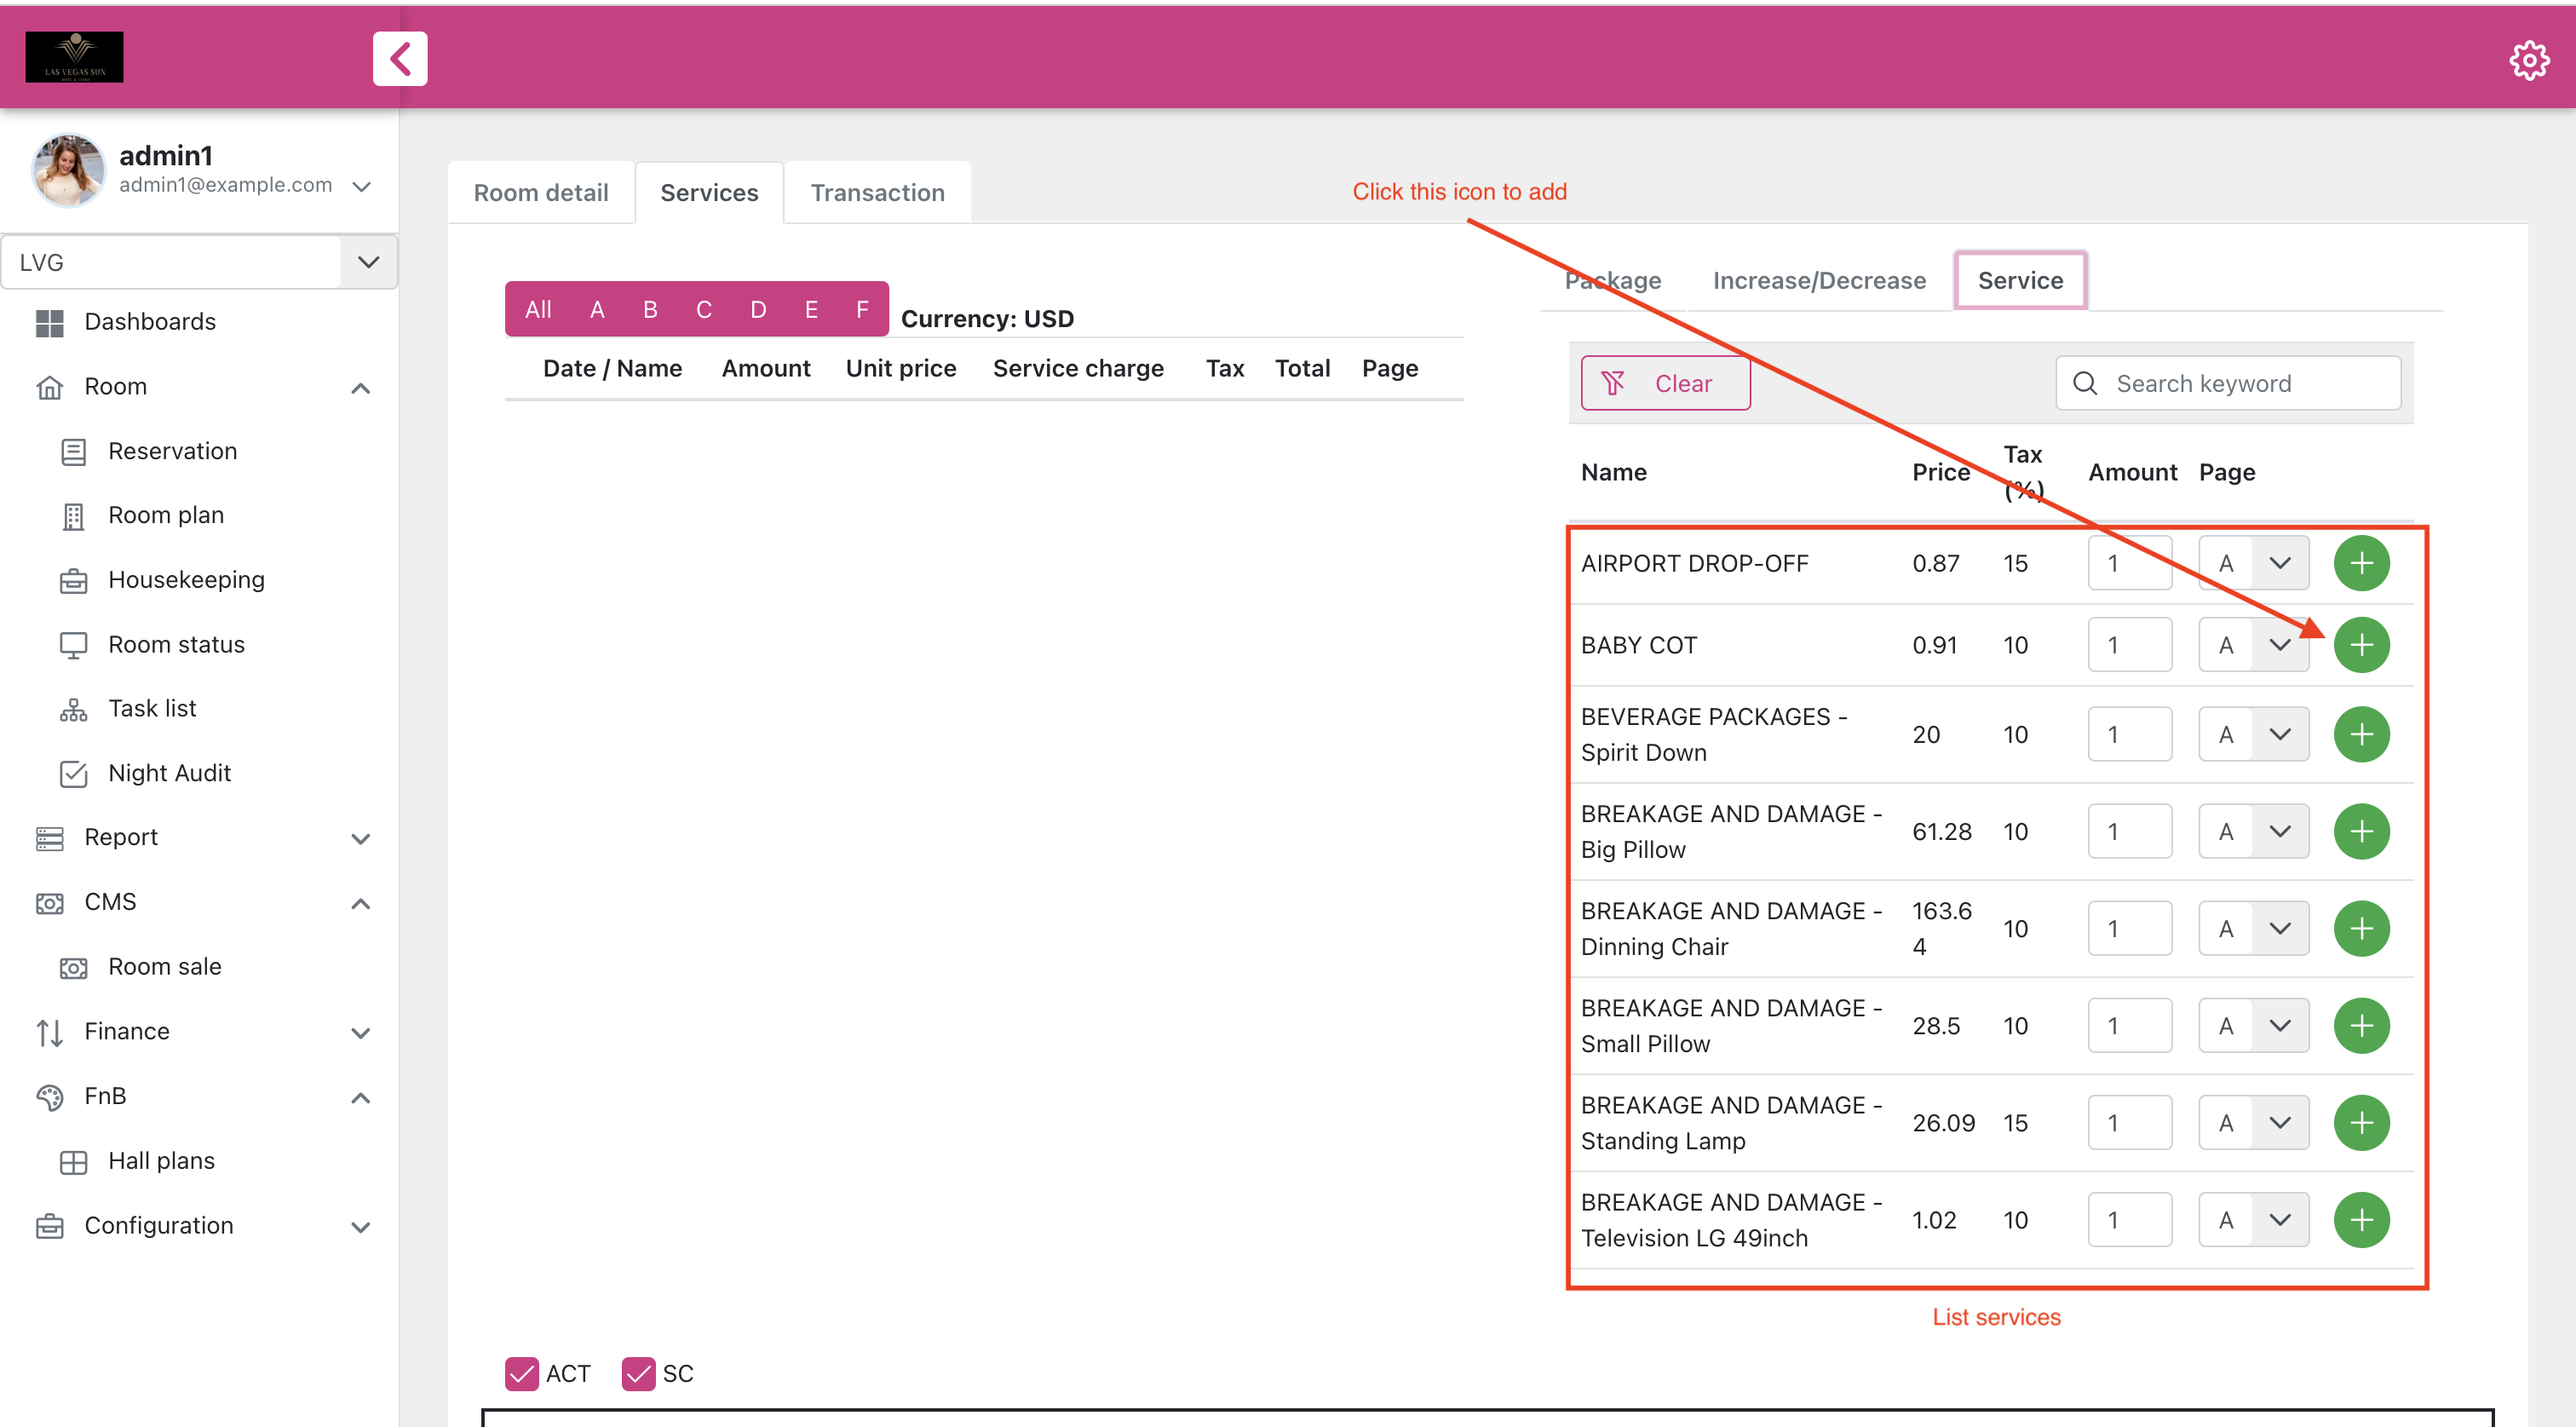 LAS VEGAS SUN
admin1
admin1@example.com
LVG
Dashboards
Room
Reservation
Room plan
Housekeeping
Room status
Task list
Night Audit
Report
CMS
Room sale
Finance
FnB
Hall plans
Configuration
Room detail Services Transaction
Click this icon to add
All A B C D E F Currency: USD
Date / Name Amount Unit price Service charge Tax Total Page
Package Increase/Decrease Service
Clear Search keyword
Name Price Tax (%) Amount Page
AIRPORT DROP-OFF 0.87 15 1 A
BABY COT 0.91 10 1 A
BEVERAGE PACKAGES -
Spirit Down 20 10 1 A
BREAKAGE AND DAMAGE -
Big Pillow 61.28 10 1 A
BREAKAGE AND DAMAGE - 163.6
Dinning Chair 4 10 1 A
BREAKAGE AND DAMAGE -
Small Pillow 28.5 10 1 A
BREAKAGE AND DAMAGE -
Standing Lamp 26.09 15 1 A
BREAKAGE AND DAMAGE -
Television LG 49inch 1.02 10 1 A
List services
ACT SC